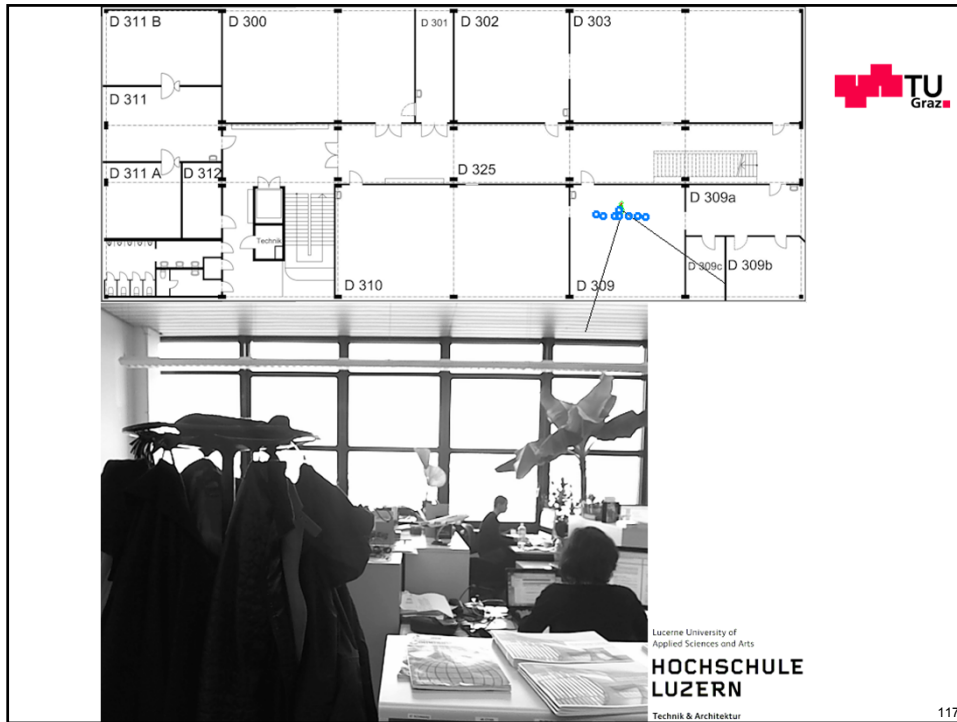 D 311 B
D 300
D 301
D 302
D 303
TU
Graz
D 311
D 325
D 311 A
D 312
D 309a
Technik
D 309c
D 309b
D 310
D 309
Lucerne University of
Applied Sciences and Arts
HOCHSCHULE
LUZERN
Technik & Architektur
117